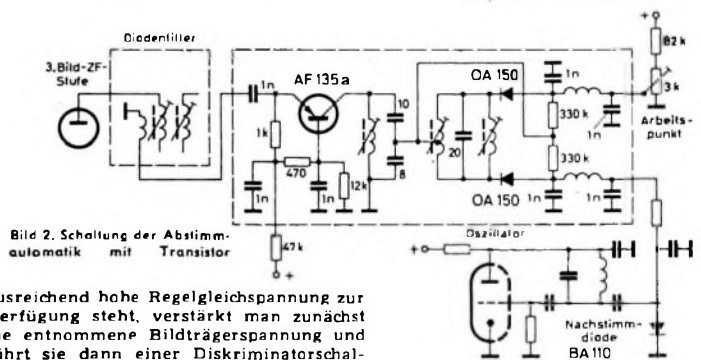 Diodenfilter
3.Bild-ZF-
Stufe
1n
AF 135a
1k
470
1n
1n
12k
47k
+
10
8
20
OA 150
OA 150
1n
330k
330k
1n
1n
1n
+
82k
3k
Arbeits-
punkt
Oszillator
+
Nachstimm-
diode
BA 110
Bild 2. Schaltung der Abstimm-
automatik mit Transistor
usreichend hohe Regelgleichspannung zur
erfügung steht, verstärkt man zunächst
e entnommene Bildträgerspannung und
ührt sie dann einer Diskriminatorschal-